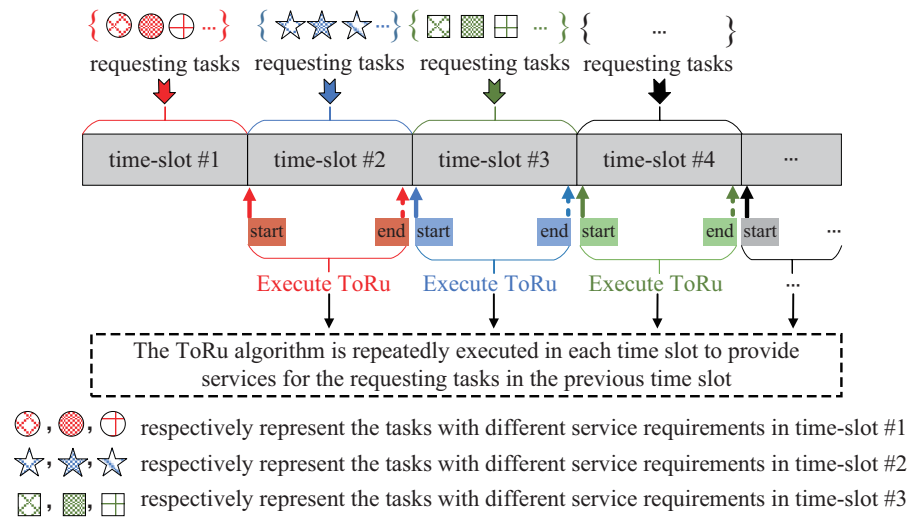 { ... } { ... } { ... } { ... }
requesting tasks requesting tasks requesting tasks requesting tasks
time-slot #1 time-slot #2 time-slot #3 time-slot #4 ...
start end start end start end start ...
Execute ToRu Execute ToRu Execute ToRu ...
The ToRu algorithm is repeatedly executed in each time slot to provide
services for the requesting tasks in the previous time slot
, , respectively represent the tasks with different service requirements in time-slot #1
, , respectively represent the tasks with different service requirements in time-slot #2
, , respectively represent the tasks with different service requirements in time-slot #3